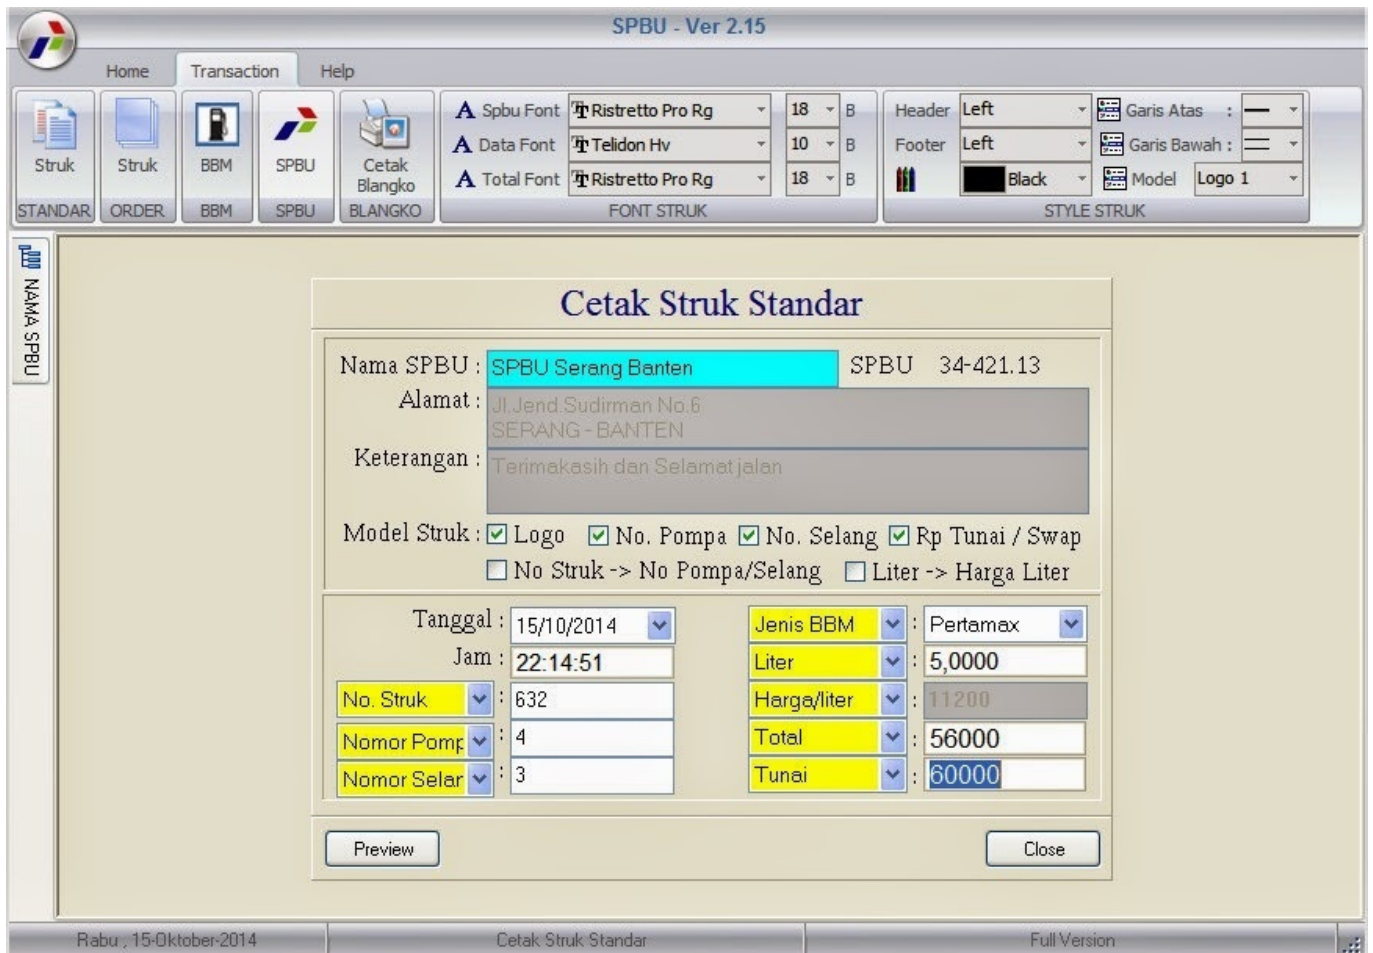 SPBU - Ver 2.15
Home Transaction Help
Struk Struk BBM SPBU Cetak Blangko
A Spbu Font Tr Ristretto Pro Rg 18 B
A Data Font Tr Telidon Hv 10 B
A Total Font Tr Ristretto Pro Rg 18 B
Header Left Garis Atas :
Footer Left Garis Bawah :
Black Model Logo 1
STANDAR ORDER BBM SPBU BLANGKO FONT STRUK STYLE STRUK
NAMA SPBU
Cetak Struk Standar
Nama SPBU : SPBU Serang Banten SPBU 34-421.13
Alamat : Jl.Jend.Sudirman No.6
SERANG - BANTEN
Keterangan : Terimakasih dan Selamat jalan
Model Struk : Logo No. Pompa No. Selang Rp Tunai / Swap
No Struk -> No Pompa/Selang Liter -> Harga Liter
Tanggal : 15/10/2014 Jenis BBM : Pertamax
Jam : 22:14:51 Liter : 5,0000
No. Struk : 632 Harga/liter : 11200
Nomor Pomp : 4 Total : 56000
Nomor Selar : 3 Tunai : 60000
Preview Close
Rabu , 15-Oktober-2014 Cetak Struk Standar Full Version